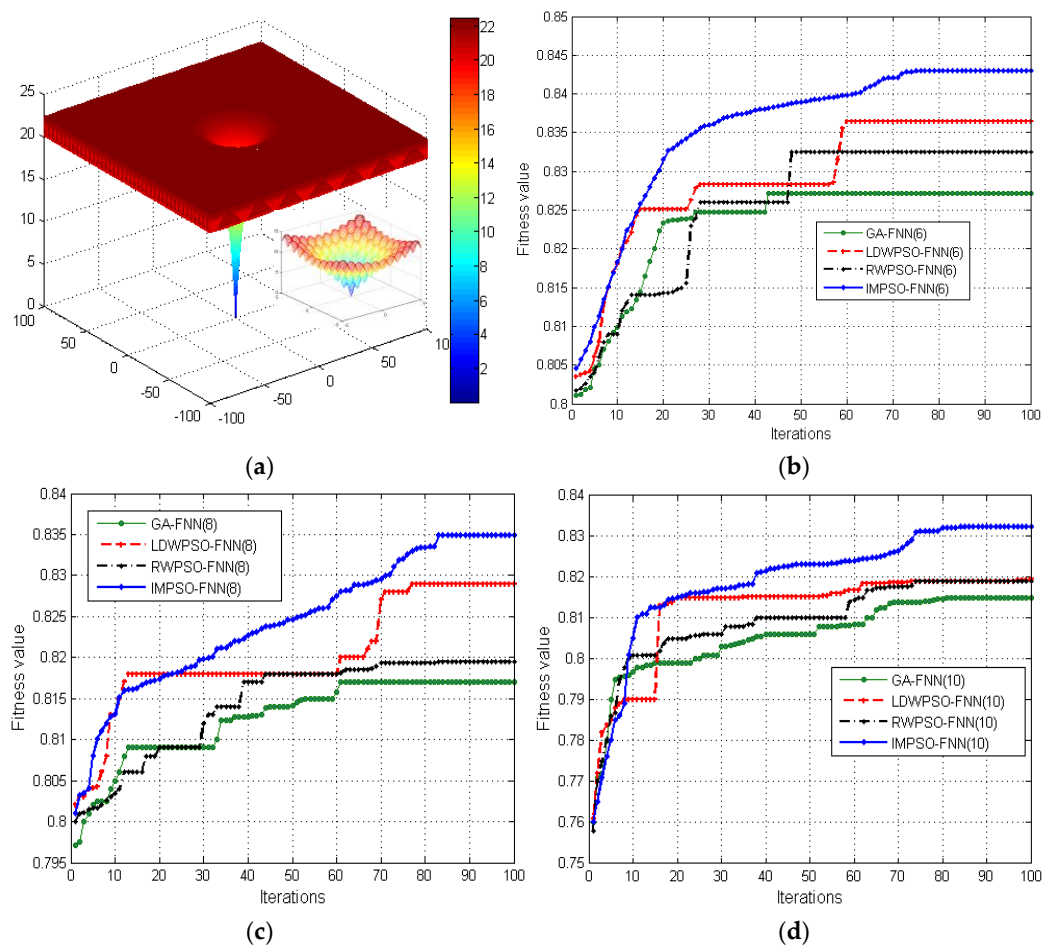 22
20
18
16
14
12
10
8
6
4
2
25
20
15
10
5
0
100
50
0
-50
-100
-100
-50
0
50
10
(a)
0.85
0.845
0.84
0.835
0.83
0.825
0.82
0.815
0.81
0.805
0.8
Fitness value
GA-FNN(6)
LDWPSO-FNN(6)
RWPSO-FNN(6)
IMPSO-FNN(6)
0 10 20 30 40 50 60 70 80 90 100
Iterations
(b)
0.84
0.835
0.83
0.825
0.82
0.815
0.81
0.805
0.8
0.795
Fitness value
GA-FNN(8)
LDWPSO-FNN(8)
RWPSO-FNN(8)
IMPSO-FNN(8)
0 10 20 30 40 50 60 70 80 90 100
Iterations
(c)
0.84
0.83
0.82
0.81
0.8
0.79
0.78
0.77
0.76
0.75
Fitness value
GA-FNN(10)
LDWPSO-FNN(10)
RWPSO-FNN(10)
IMPSO-FNN(10)
0 10 20 30 40 50 60 70 80 90 100
Iterations
(d)